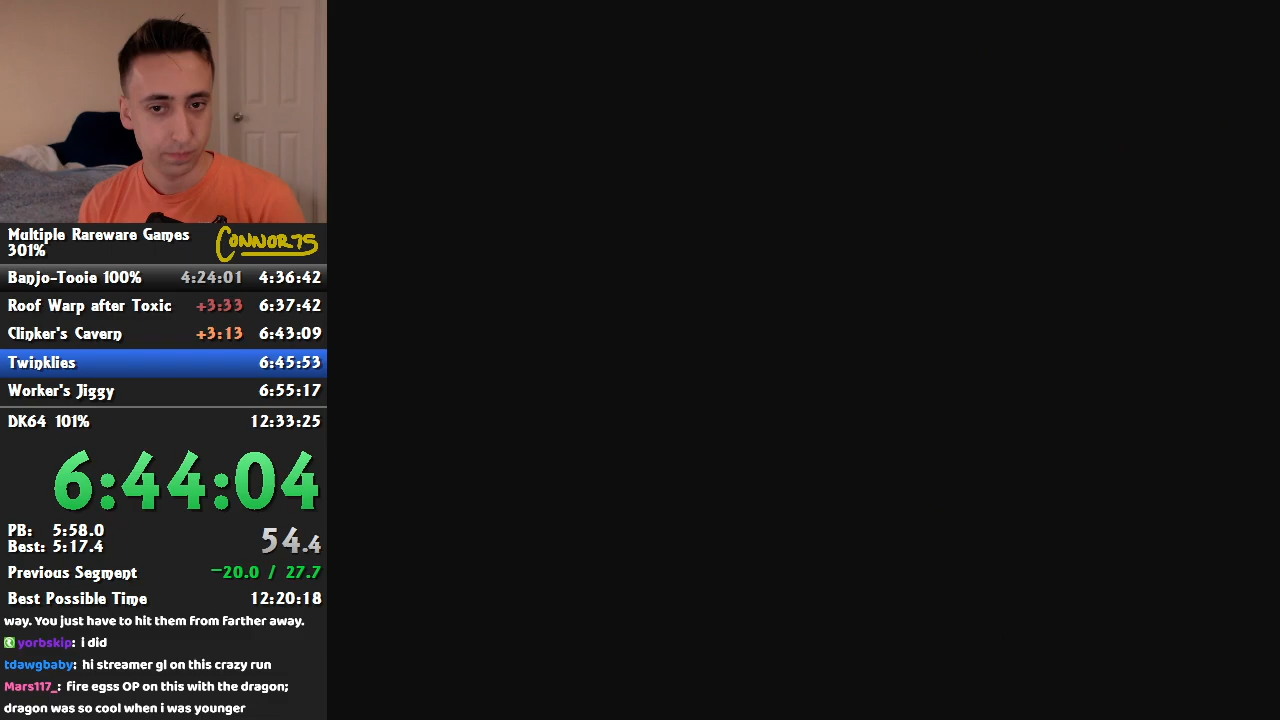 Multiple Rareware Games
301%
CONNOR75
Banjo-Tooie 100% 4:24:01 4:36:42
Roof Warp after Toxic +3:33 6:37:42
Clinker's Cavern +3:13 6:43:09
Twinklies 6:45:53
Worker's Jiggy 6:55:17
DK64 101% 12:33:25
6:44:04
PB: 5:58.0
Best: 5:17.4
54.4
Previous Segment −20.0 / 27.7
Best Possible Time 12:20:18
way. You just have to hit them from farther away.
yorbskip: i did
tdawgbaby: hi streamer gl on this crazy run
Mars117_: fire egss OP on this with the dragon;
dragon was so cool when i was younger